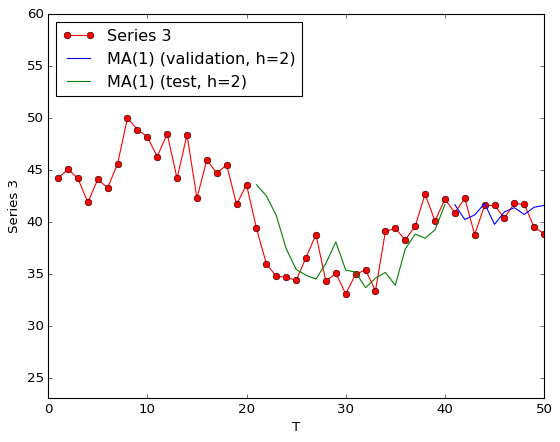 60
55
50
45
40
35
30
25
Series 3
Series 3
MA(1) (validation, h=2)
MA(1) (test, h=2)
0 10 20 30 40 50
T